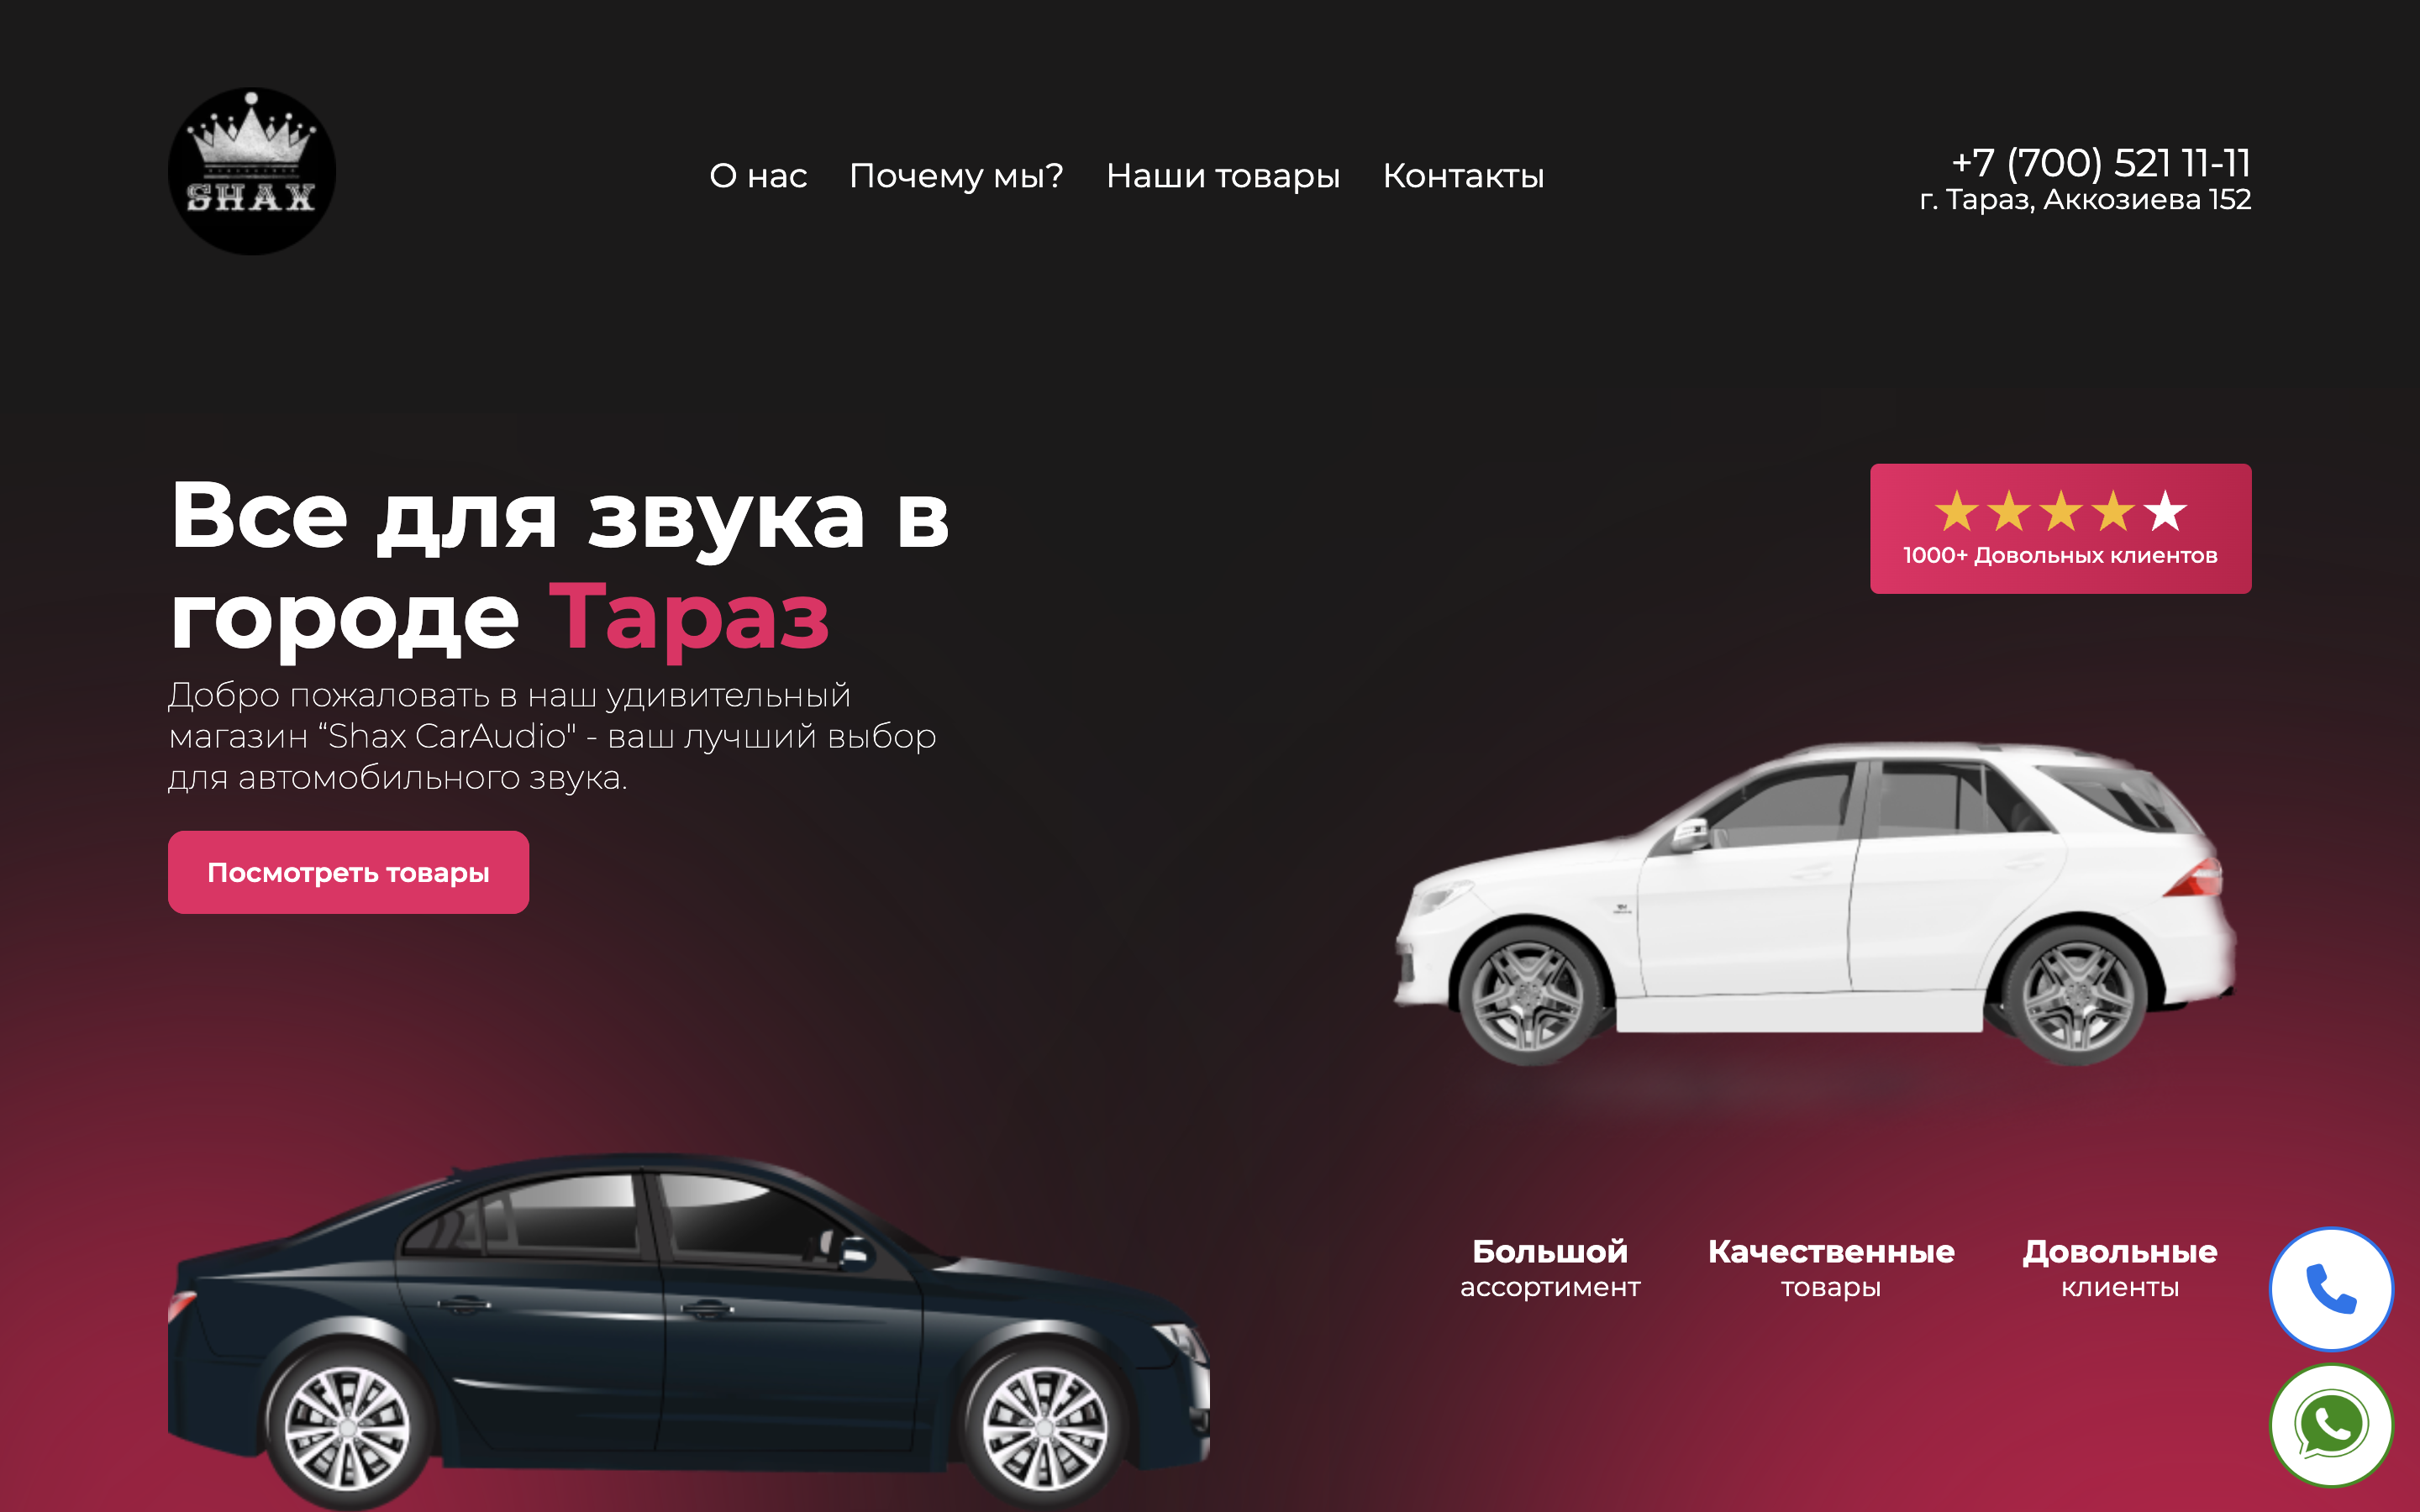 SHAX
О нас Почему мы? Наши товары Контакты
+7 (700) 521 11-11
г. Тараз, Аккозиева 152
Все для звука в
городе Тараз
Добро пожаловать в наш удивительный
магазин “Shax CarAudio" - ваш лучший выбор
для автомобильного звука.
Посмотреть товары
1000+ Довольных клиентов
Большой
ассортимент
Качественные
товары
Довольные
клиенты